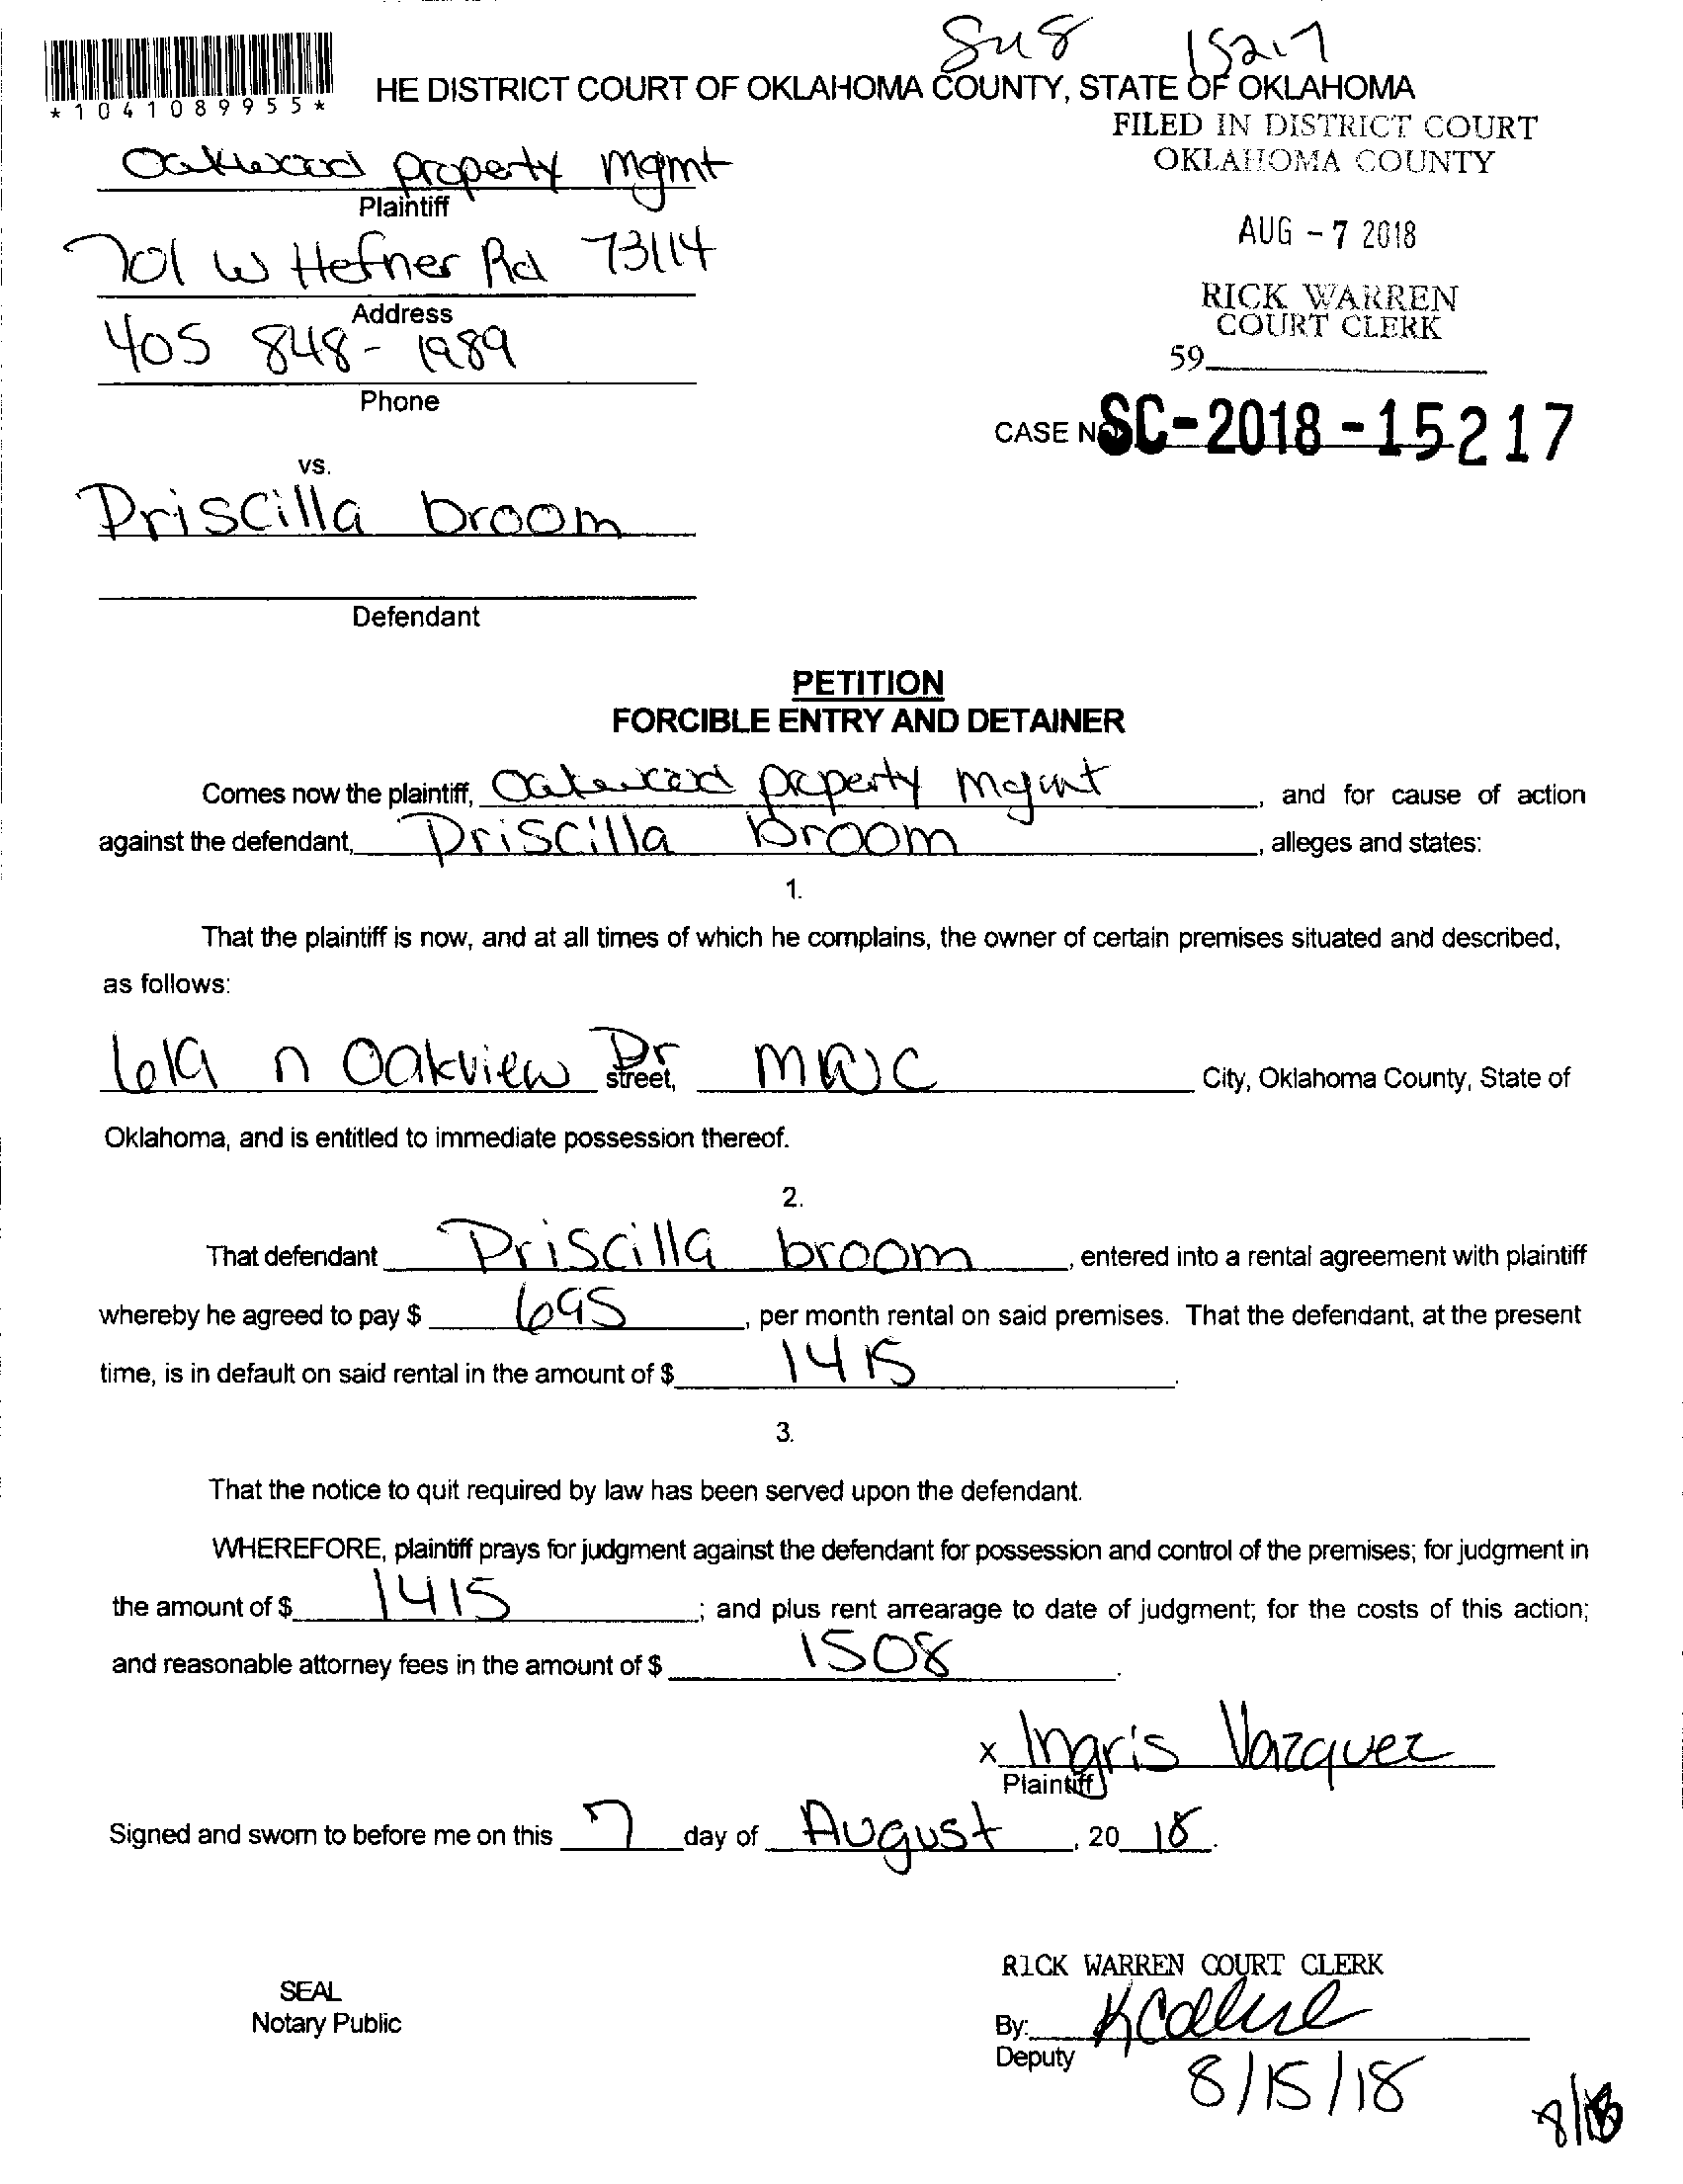 Su8 15217
*1041089955*
HE DISTRICT COURT OF OKLAHOMA COUNTY, STATE OF OKLAHOMA
FILED IN DISTRICT COURT
OKLAHOMA COUNTY
Oakwood property mgmt
Plaintiff
AUG - 7 2018
701 W Hefner Rd 73114
Address
RICK WARREN
COURT CLERK
405 848-1989
59
Phone
CASE NO SC-2018-15217
vs.
Priscilla broom
Defendant
PETITION
FORCIBLE ENTRY AND DETAINER
Comes now the plaintiff, Oakwood property mgmt, and for cause of action
against the defendant, Priscilla broom, alleges and states:
1.
That the plaintiff is now, and at all times of which he complains, the owner of certain premises situated and described,
as follows:
619 n Oakview Dr street, MWC City, Oklahoma County, State of
Oklahoma, and is entitled to immediate possession thereof.
2.
That defendant Priscilla broom, entered into a rental agreement with plaintiff
whereby he agreed to pay $ 695, per month rental on said premises. That the defendant, at the present
time, is in default on said rental in the amount of $ 1415.
3.
That the notice to quit required by law has been served upon the defendant.
WHEREFORE, plaintiff prays for judgment against the defendant for possession and control of the premises; for judgment in
the amount of $ 1415; and plus rent arrearage to date of judgment; for the costs of this action;
and reasonable attorney fees in the amount of $ 1508.
x Ingris Vazquez
Plaintiff
Signed and sworn to before me on this 7 day of August, 20 18.
RICK WARREN COURT CLERK
SEAL
Notary Public
By:
Deputy
8/15/18